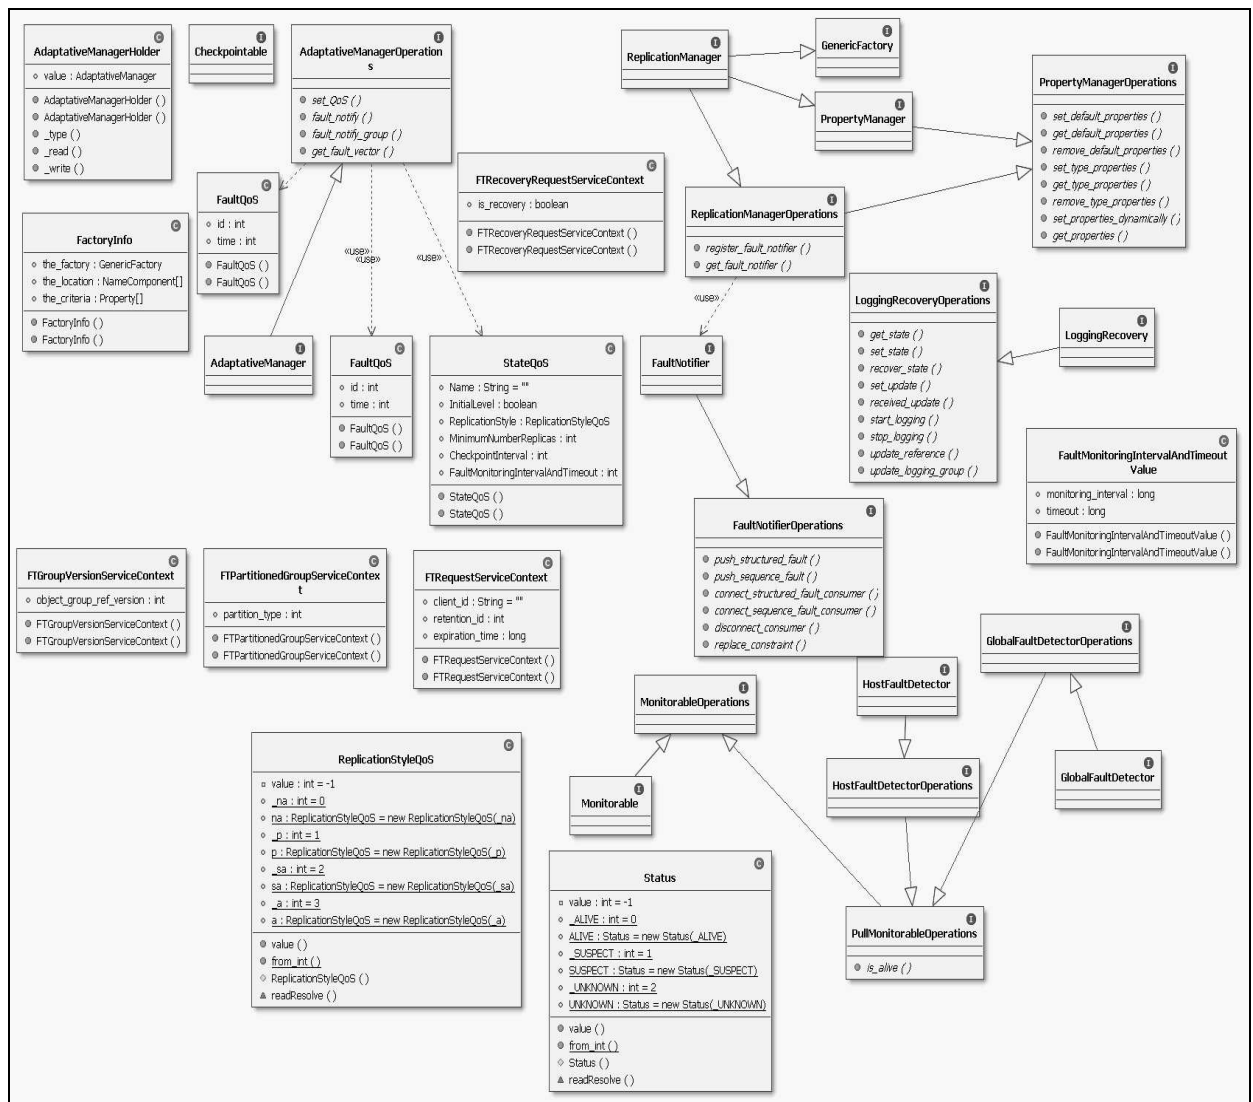 AdaptativeManagerHolder
value : AdaptativeManager
AdaptativeManagerHolder ( )
AdaptativeManagerHolder ( )
_type ( )
_read ( )
_write ( )
C
Checkpointable
I
AdaptativeManagerOperation
s
set_QoS ( )
fault_notify ( )
fault_notify_group ( )
get_fault_vector ( )
I
ReplicationManager
I
GenericFactory
I
PropertyManager
I
PropertyManagerOperations
set_default_properties ( )
get_default_properties ( )
remove_default_properties ( )
set_type_properties ( )
get_type_properties ( )
remove_type_properties ( )
set_properties_dynamically ( )
get_properties ( )
I
FaultQoS
id : int
time : int
FaultQoS ( )
FaultQoS ( )
C
FTRecoveryRequestServiceContext
is_recovery : boolean
FTRecoveryRequestServiceContext ( )
FTRecoveryRequestServiceContext ( )
C
ReplicationManagerOperations
register_fault_notifier ( )
get_fault_notifier ( )
I
FactoryInfo
the_factory : GenericFactory
the_location : NameComponent[]
the_criteria : Property[]
FactoryInfo ( )
FactoryInfo ( )
C
«use»
«use»
«use»
«use»
LoggingRecoveryOperations
get_state ( )
set_state ( )
recover_state ( )
set_update ( )
received_update ( )
start_logging ( )
stop_logging ( )
update_reference ( )
update_logging_group ( )
I
LoggingRecovery
I
AdaptativeManager
I
FaultQoS
id : int
time : int
FaultQoS ( )
FaultQoS ( )
C
StateQoS
Name : String = ""
InitialLevel : boolean
ReplicationStyle : ReplicationStyleQoS
MinimumNumberReplicas : int
CheckpointInterval : int
FaultMonitoringIntervalAndTimeout : int
StateQoS ( )
StateQoS ( )
C
FaultNotifier
I
FaultMonitoringIntervalAndTimeout
Value
monitoring_interval : long
timeout : long
FaultMonitoringIntervalAndTimeoutValue ( )
FaultMonitoringIntervalAndTimeoutValue ( )
C
FaultNotifierOperations
push_structured_fault ( )
push_sequence_fault ( )
connect_structured_fault_consumer ( )
connect_sequence_fault_consumer ( )
disconnect_consumer ( )
replace_constraint ( )
I
FTGroupVersionServiceContext
object_group_ref_version : int
FTGroupVersionServiceContext ( )
FTGroupVersionServiceContext ( )
C
FTPartitionedGroupServiceContex
t
partition_type : int
FTPartitionedGroupServiceContext ( )
FTPartitionedGroupServiceContext ( )
C
FTRequestServiceContext
client_id : String = ""
retention_id : int
expiration_time : long
FTRequestServiceContext ( )
FTRequestServiceContext ( )
C
GlobalFaultDetectorOperations
I
HostFaultDetector
I
MonitorableOperations
I
Monitorable
I
HostFaultDetectorOperations
I
GlobalFaultDetector
I
ReplicationStyleQoS
value : int = -1
_na : int = 0
na : ReplicationStyleQoS = new ReplicationStyleQoS(_na)
_p : int = 1
p : ReplicationStyleQoS = new ReplicationStyleQoS(_p)
_sa : int = 2
sa : ReplicationStyleQoS = new ReplicationStyleQoS(_sa)
_a : int = 3
a : ReplicationStyleQoS = new ReplicationStyleQoS(_a)
value ( )
from_int ( )
ReplicationStyleQoS ( )
readResolve ( )
C
Status
value : int = -1
_ALIVE : int = 0
ALIVE : Status = new Status(_ALIVE)
_SUSPECT : int = 1
SUSPECT : Status = new Status(_SUSPECT)
_UNKNOWN : int = 2
UNKNOWN : Status = new Status(_UNKNOWN)
value ( )
from_int ( )
Status ( )
readResolve ( )
C
PullMonitorableOperations
is_alive ( )
I